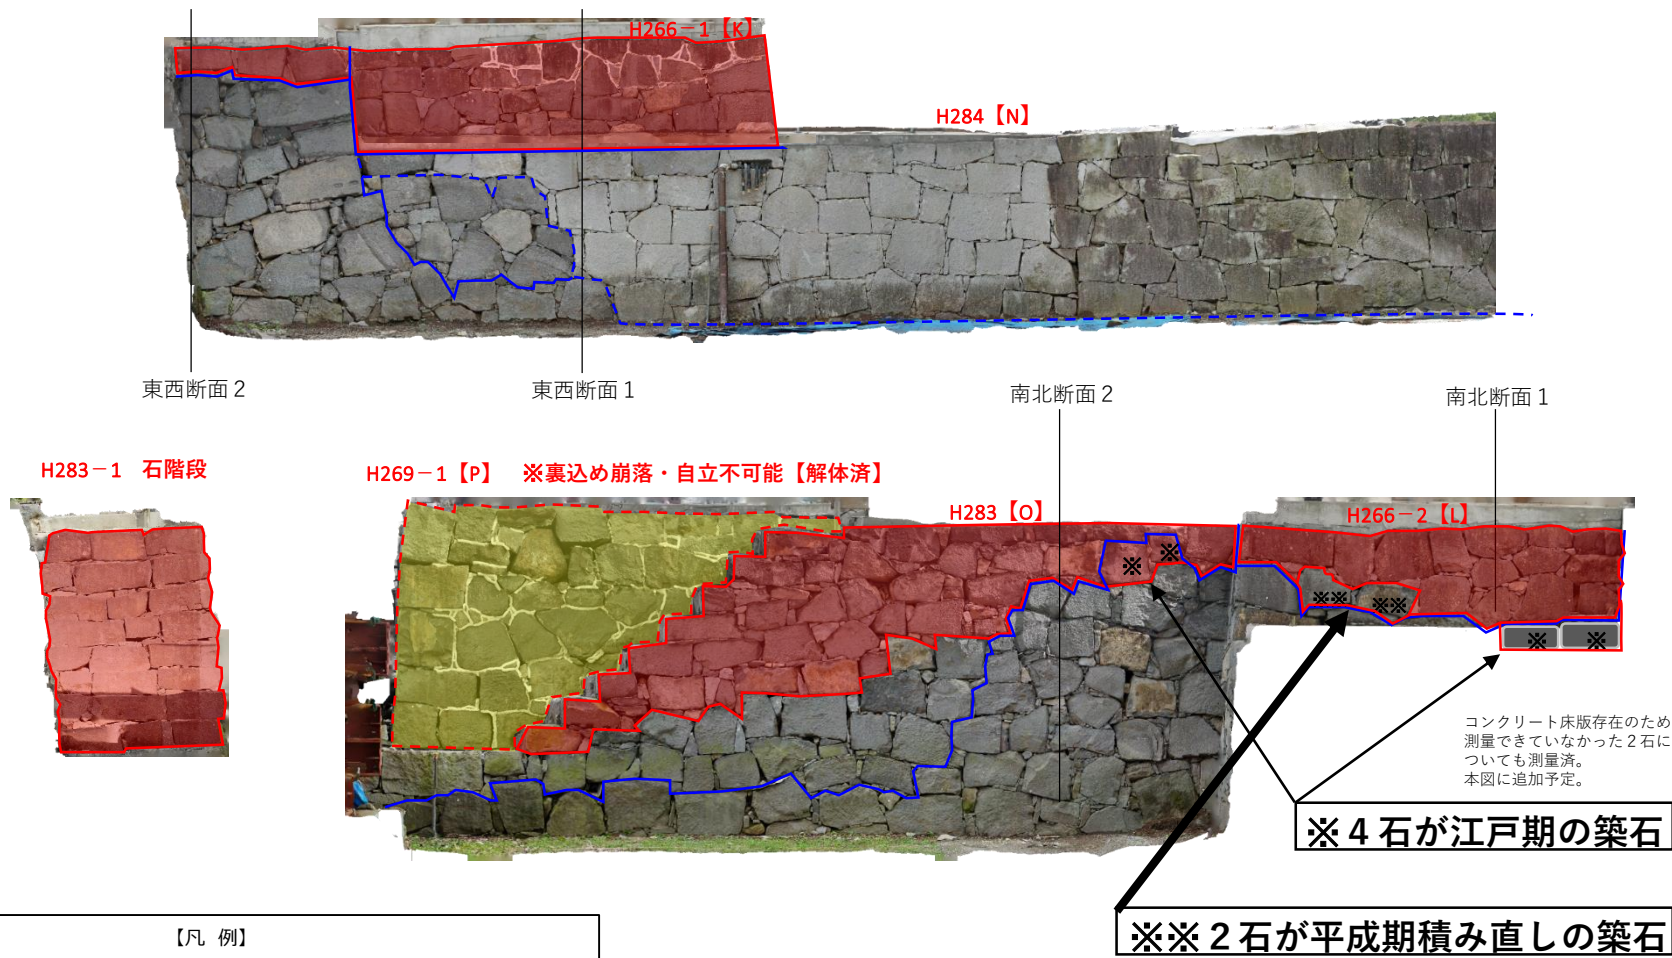 H266－1【K】
H284【N】
東西断面２
東西断面１
南北断面２
南北断面１
H283－1　石階段
H269－1【P】　※裏込め崩落・自立不可能【解体済】
H283【O】
H266－2【L】
※
※
※※
※※
※
※
コンクリート床版存在のため
測量できていなかった２石に
ついても測量済。
本図に追加予定。
※４石が江戸期の築石
※※２石が平成期積み直しの築石
【凡 例】